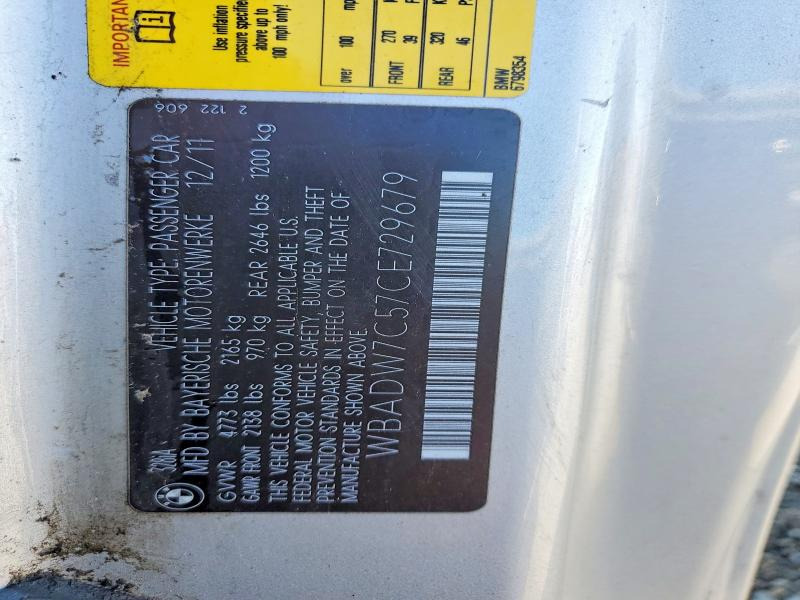 IMPORTAN
Use inflation
pressure specified
above up to
100 mph only!
over 100 mp
FRONT 270 39
REAR 320 46
BMW
6798354
328iA
VEHICLE TYPE: PASSENGER CAR
2 122 606
MFD BY BAYERISCHE MOTORENWERKE 12/11
GVWR 4773 lbs 2165 kg
GAWR FRONT 2138 lbs 970 kg REAR 2646 lbs 1200 kg
THIS VEHICLE CONFORMS TO ALL APPLICABLE U.S.
FEDERAL MOTOR VEHICLE SAFETY, BUMPER AND THEFT
PREVENTION STANDARDS IN EFFECT ON THE DATE OF
MANUFACTURE SHOWN ABOVE.
WBADW7C57CE729679